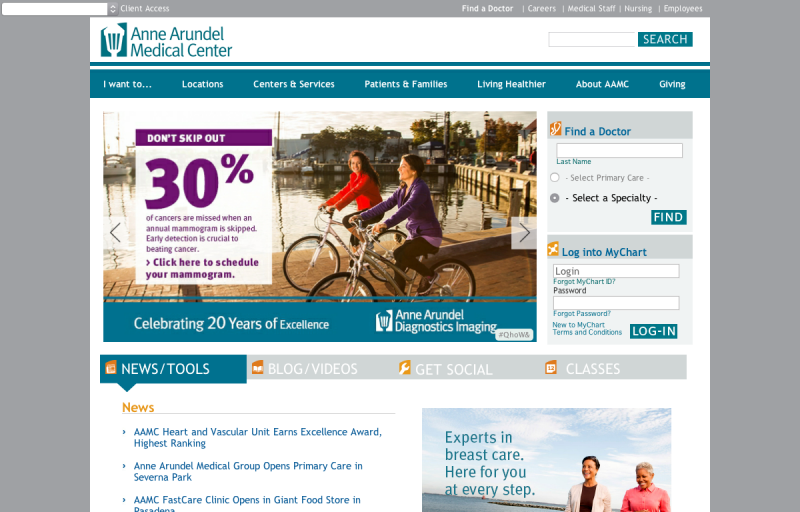 Client Access
Find a Doctor | Careers | Medical Staff | Nursing | Employees
Anne Arundel
Medical Center
SEARCH
I want to...
Locations
Centers & Services
Patients & Families
Living Healthier
About AAMC
Giving
DON'T SKIP OUT
30%
of cancers are missed when an
annual mammogram is skipped.
Early detection is crucial to
beating cancer.
› Click here to schedule
your mammogram.
Celebrating 20 Years of Excellence
Anne Arundel
Diagnostics Imaging
#QhoW&
Find a Doctor
Last Name
- Select Primary Care -
- Select a Specialty -
FIND
Log into MyChart
Login
Forgot MyChart ID?
Password
Forgot Password?
New to MyChart
Terms and Conditions
LOG-IN
NEWS/TOOLS
BLOG/VIDEOS
GET SOCIAL
CLASSES
News
› AAMC Heart and Vascular Unit Earns Excellence Award,
Highest Ranking
› Anne Arundel Medical Group Opens Primary Care in
Severna Park
› AAMC FastCare Clinic Opens in Giant Food Store in
Pasadena
Experts in
breast care.
Here for you
at every step.